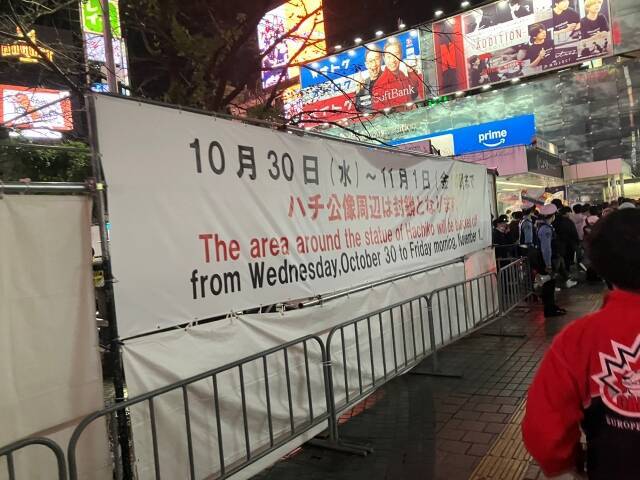 10月30日(水)~11月1日(金)
ハチ公像周辺は封鎖となります
The area around the statue of Hachiko will be
from Wednesday,October 30 to Friday morning, November 1
AUDITION
SoftBank
prime
EUROPE